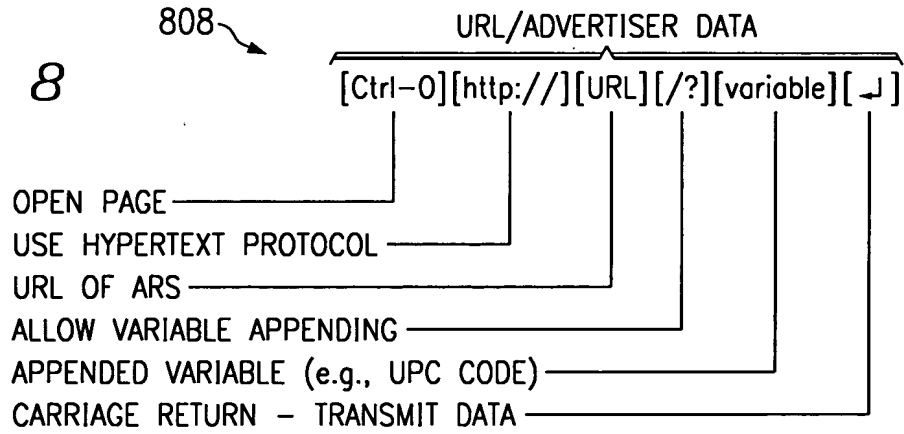 808
URL/ADVERTISER DATA
8
[Ctrl-O][http://][URL][/?][variable][↵]
OPEN PAGE
USE HYPERTEXT PROTOCOL
URL OF ARS
ALLOW VARIABLE APPENDING
APPENDED VARIABLE (e.g., UPC CODE)
CARRIAGE RETURN – TRANSMIT DATA